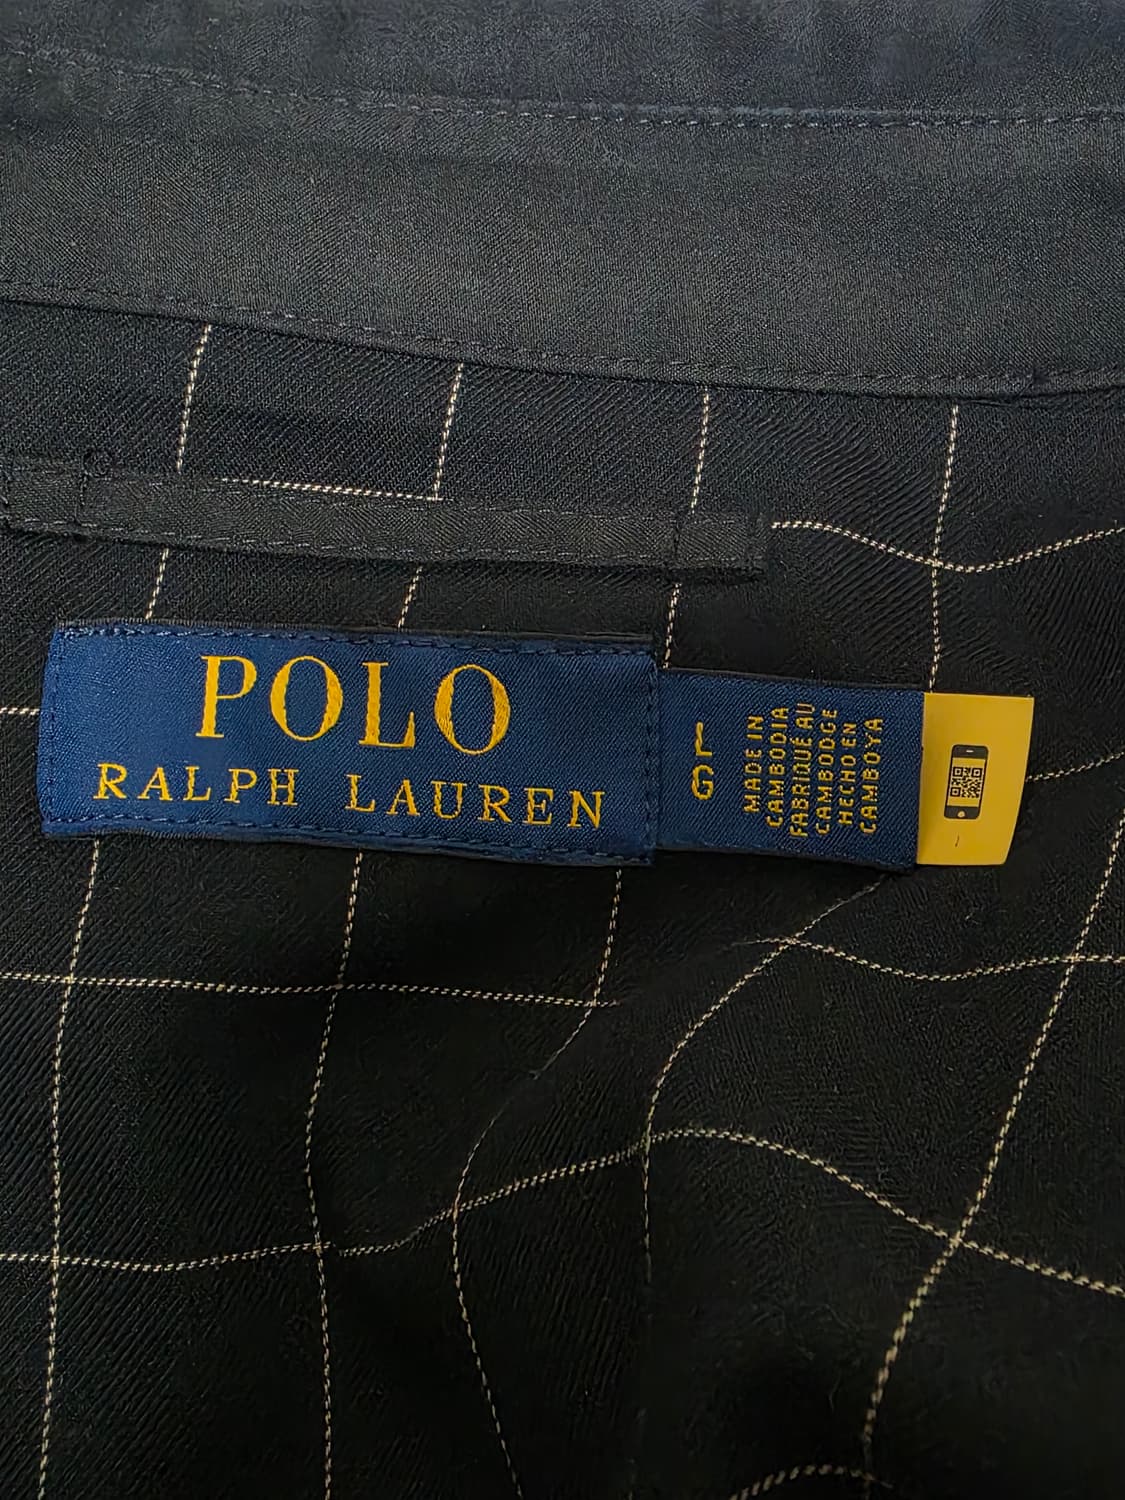 POLO
RALPH LAUREN
L
G
MADE IN
CAMBODIA
FABRIQUÉ AU
CAMBODGE
HECHO EN
CAMBOYA